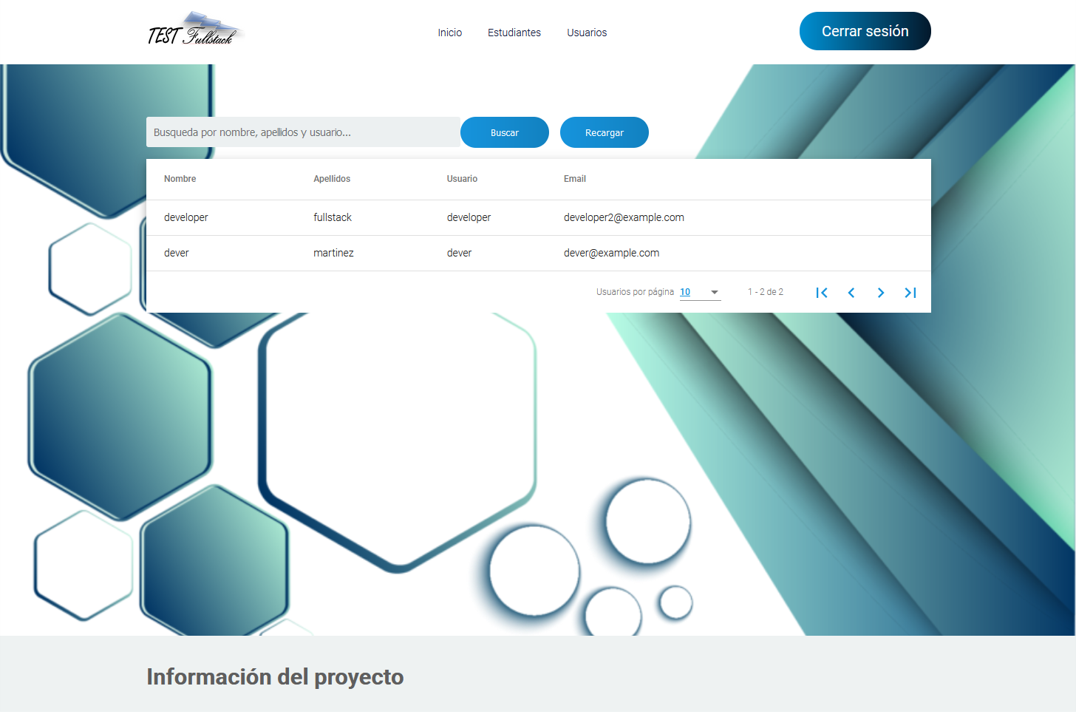 TEST Fullstack
Inicio Estudiantes Usuarios
Cerrar sesión
Busqueda por nombre, apellidos y usuario...
Buscar
Recargar
Nombre Apellidos Usuario Email
developer fullstack developer developer2@example.com
dever martinez dever dever@example.com
Usuarios por página 10 1 - 2 de 2
Información del proyecto